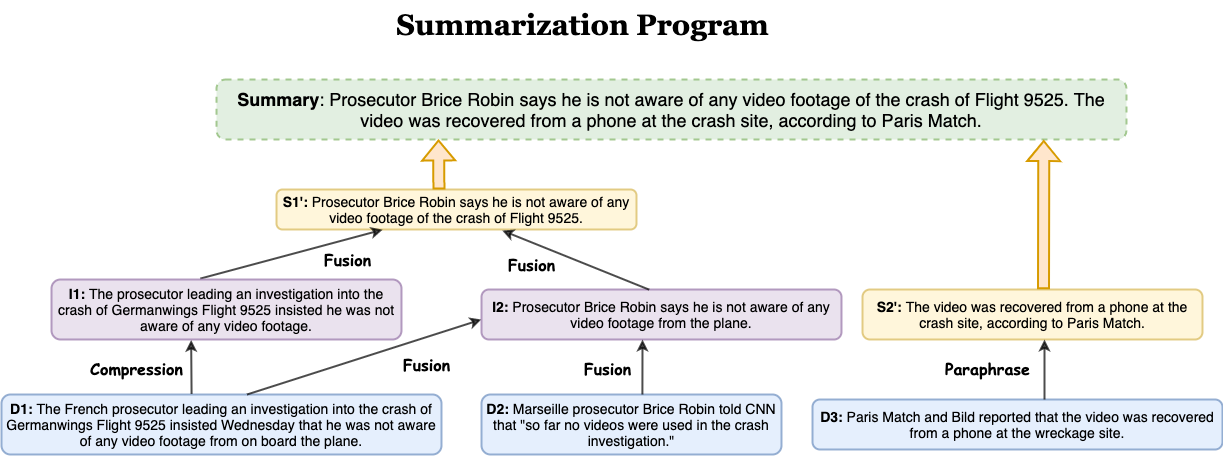 Summarization Program
Summary: Prosecutor Brice Robin says he is not aware of any video footage of the crash of Flight 9525. The
video was recovered from a phone at the crash site, according to Paris Match.
S1': Prosecutor Brice Robin says he is not aware of any
video footage of the crash of Flight 9525.
Fusion
Fusion
I1: The prosecutor leading an investigation into the
crash of Germanwings Flight 9525 insisted he was not
aware of any video footage.
I2: Prosecutor Brice Robin says he is not aware of any
video footage from the plane.
S2': The video was recovered from a phone at the
crash site, according to Paris Match.
Compression
Fusion
Fusion
Paraphrase
D1: The French prosecutor leading an investigation into the crash of
Germanwings Flight 9525 insisted Wednesday that he was not aware
of any video footage from on board the plane.
D2: Marseille prosecutor Brice Robin told CNN
that "so far no videos were used in the crash
investigation."
D3: Paris Match and Bild reported that the video was recovered
from a phone at the wreckage site.